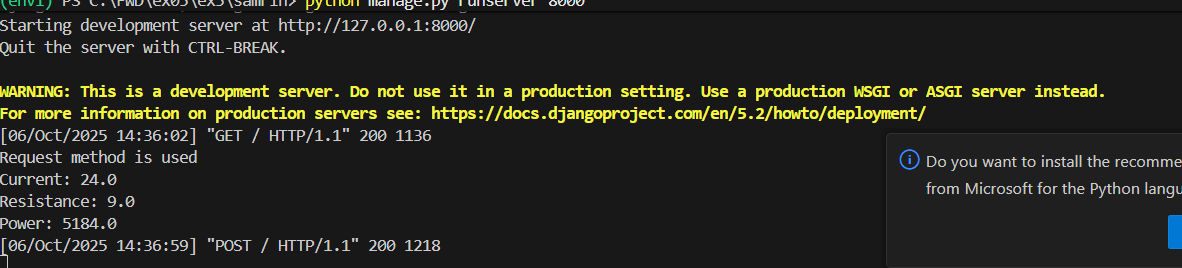 (env1) PS C:\FWD\ex05\ex5\samrin> python manage.py runserver 8000
Starting development server at http://127.0.0.1:8000/
Quit the server with CTRL-BREAK.
WARNING: This is a development server. Do not use it in a production setting. Use a production WSGI or ASGI server instead.
For more information on production servers see: https://docs.djangoproject.com/en/5.2/howto/deployment/
[06/Oct/2025 14:36:02] "GET / HTTP/1.1" 200 1136
Request method is used
Current: 24.0
Resistance: 9.0
Power: 5184.0
[06/Oct/2025 14:36:59] "POST / HTTP/1.1" 200 1218
Do you want to install the recomme
from Microsoft for the Python langu